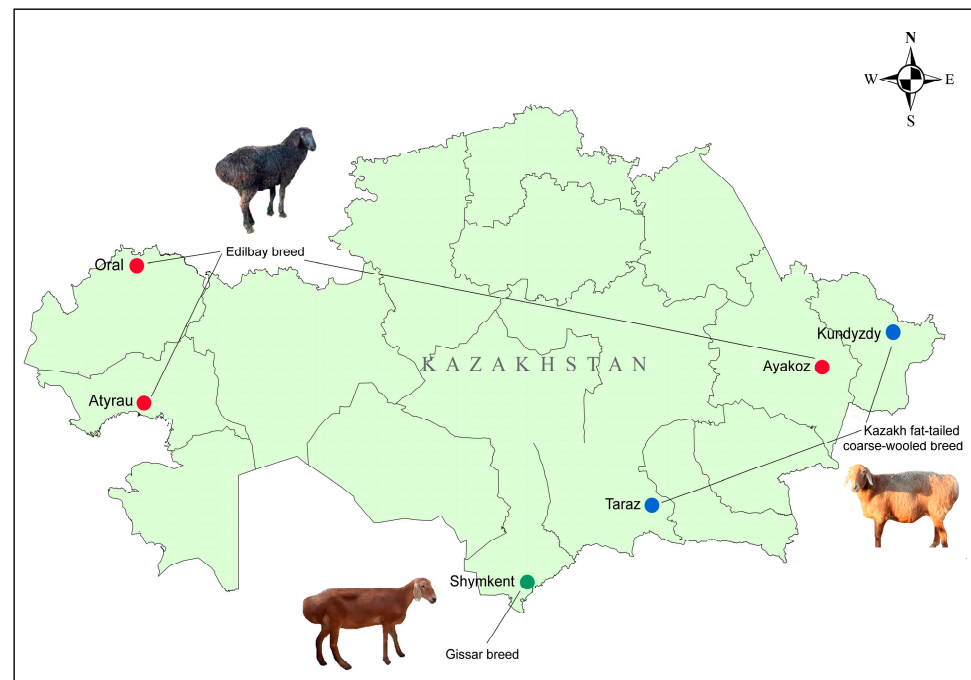 N
W E
S
Edilbay breed
Oral
Kundyzdy
KAZAKHSTAN
Ayakoz
Atyrau
Kazakh fat-tailed
coarse-wooled breed
Taraz
Shymkent
Gissar breed